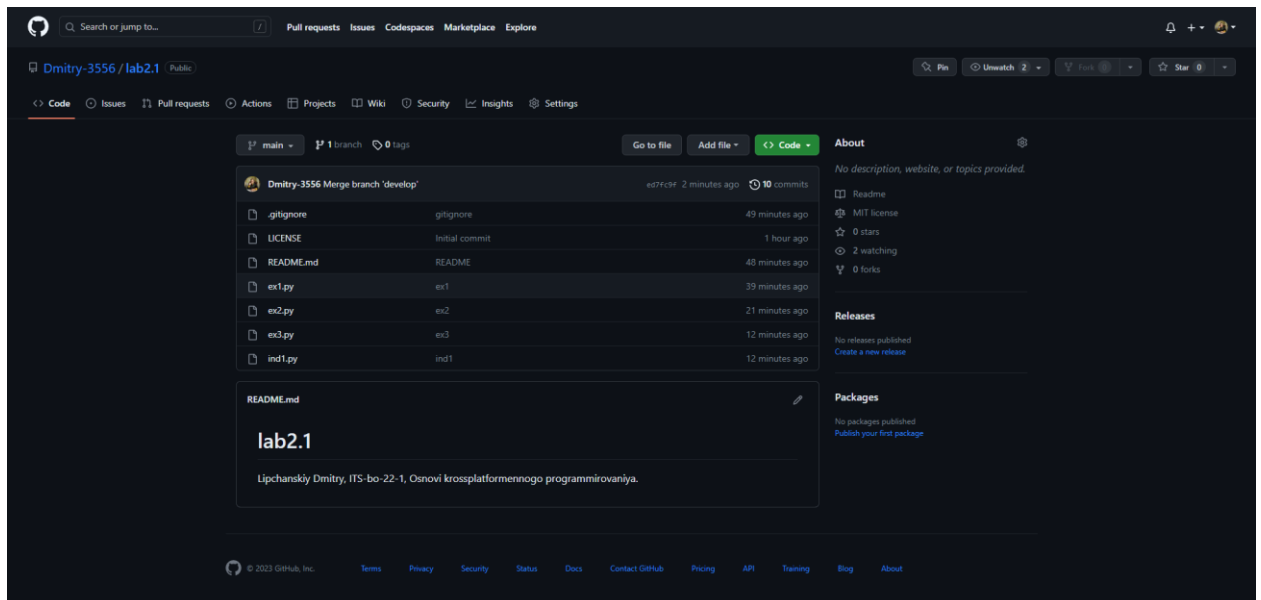 Search or jump to... / Pull requests Issues Codespaces Marketplace Explore
Dmitry-3556 / lab2.1 Public Pin Unwatch 2 Fork Star 0
Code Issues Pull requests Actions Projects Wiki Security Insights Settings
main 1 branch 0 tags Go to file Add file Code
Dmitry-3556 Merge branch 'develop' ed7fc9f 2 minutes ago 10 commits
.gitignore gitignore 49 minutes ago
LICENSE Initial commit 1 hour ago
README.md README 48 minutes ago
ex1.py ex1 39 minutes ago
ex2.py ex2 21 minutes ago
ex3.py ex3 12 minutes ago
ind1.py ind1 12 minutes ago
README.md
lab2.1
Lipchanskiy Dmitry, ITS-bo-22-1, Osnovi krossplatformennogo programmirovaniya.
About
No description, website, or topics provided.
Readme
MIT license
0 stars
2 watching
0 forks
Releases
No releases published
Create a new release
Packages
No packages published
Publish your first package
© 2023 GitHub, Inc. Terms Privacy Security Status Docs Contact GitHub Pricing API Training Blog About